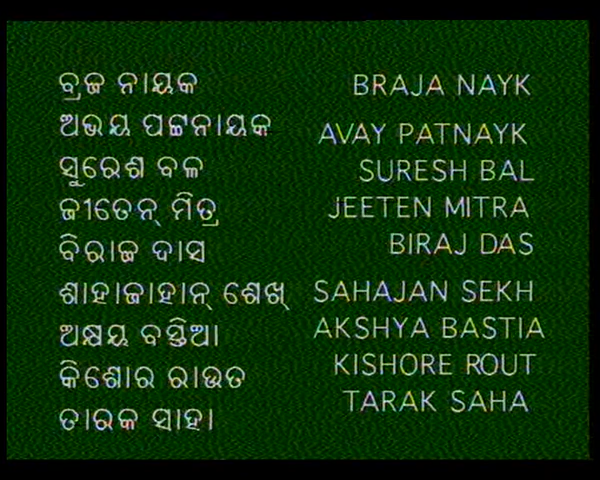 ବ୍ରଜ ନାୟକ BRAJA NAYK
ଅଭୟ ପଟ୍ଟନାୟକ AVAY PATNAYK
ସୁରେଶ ବଳ SURESH BAL
ଜୀତେନ୍ ମିତ୍ର JEETEN MITRA
ବିରାଜ ଦାସ BIRAJ DAS
ଶାହାଜାହାନ୍ ଶେଖ୍ SAHAJAN SEKH
ଅକ୍ଷୟ ବସ୍ତିଆ AKSHYA BASTIA
କିଶୋର ରାଉତ KISHORE ROUT
ତାରକ ସାହା TARAK SAHA